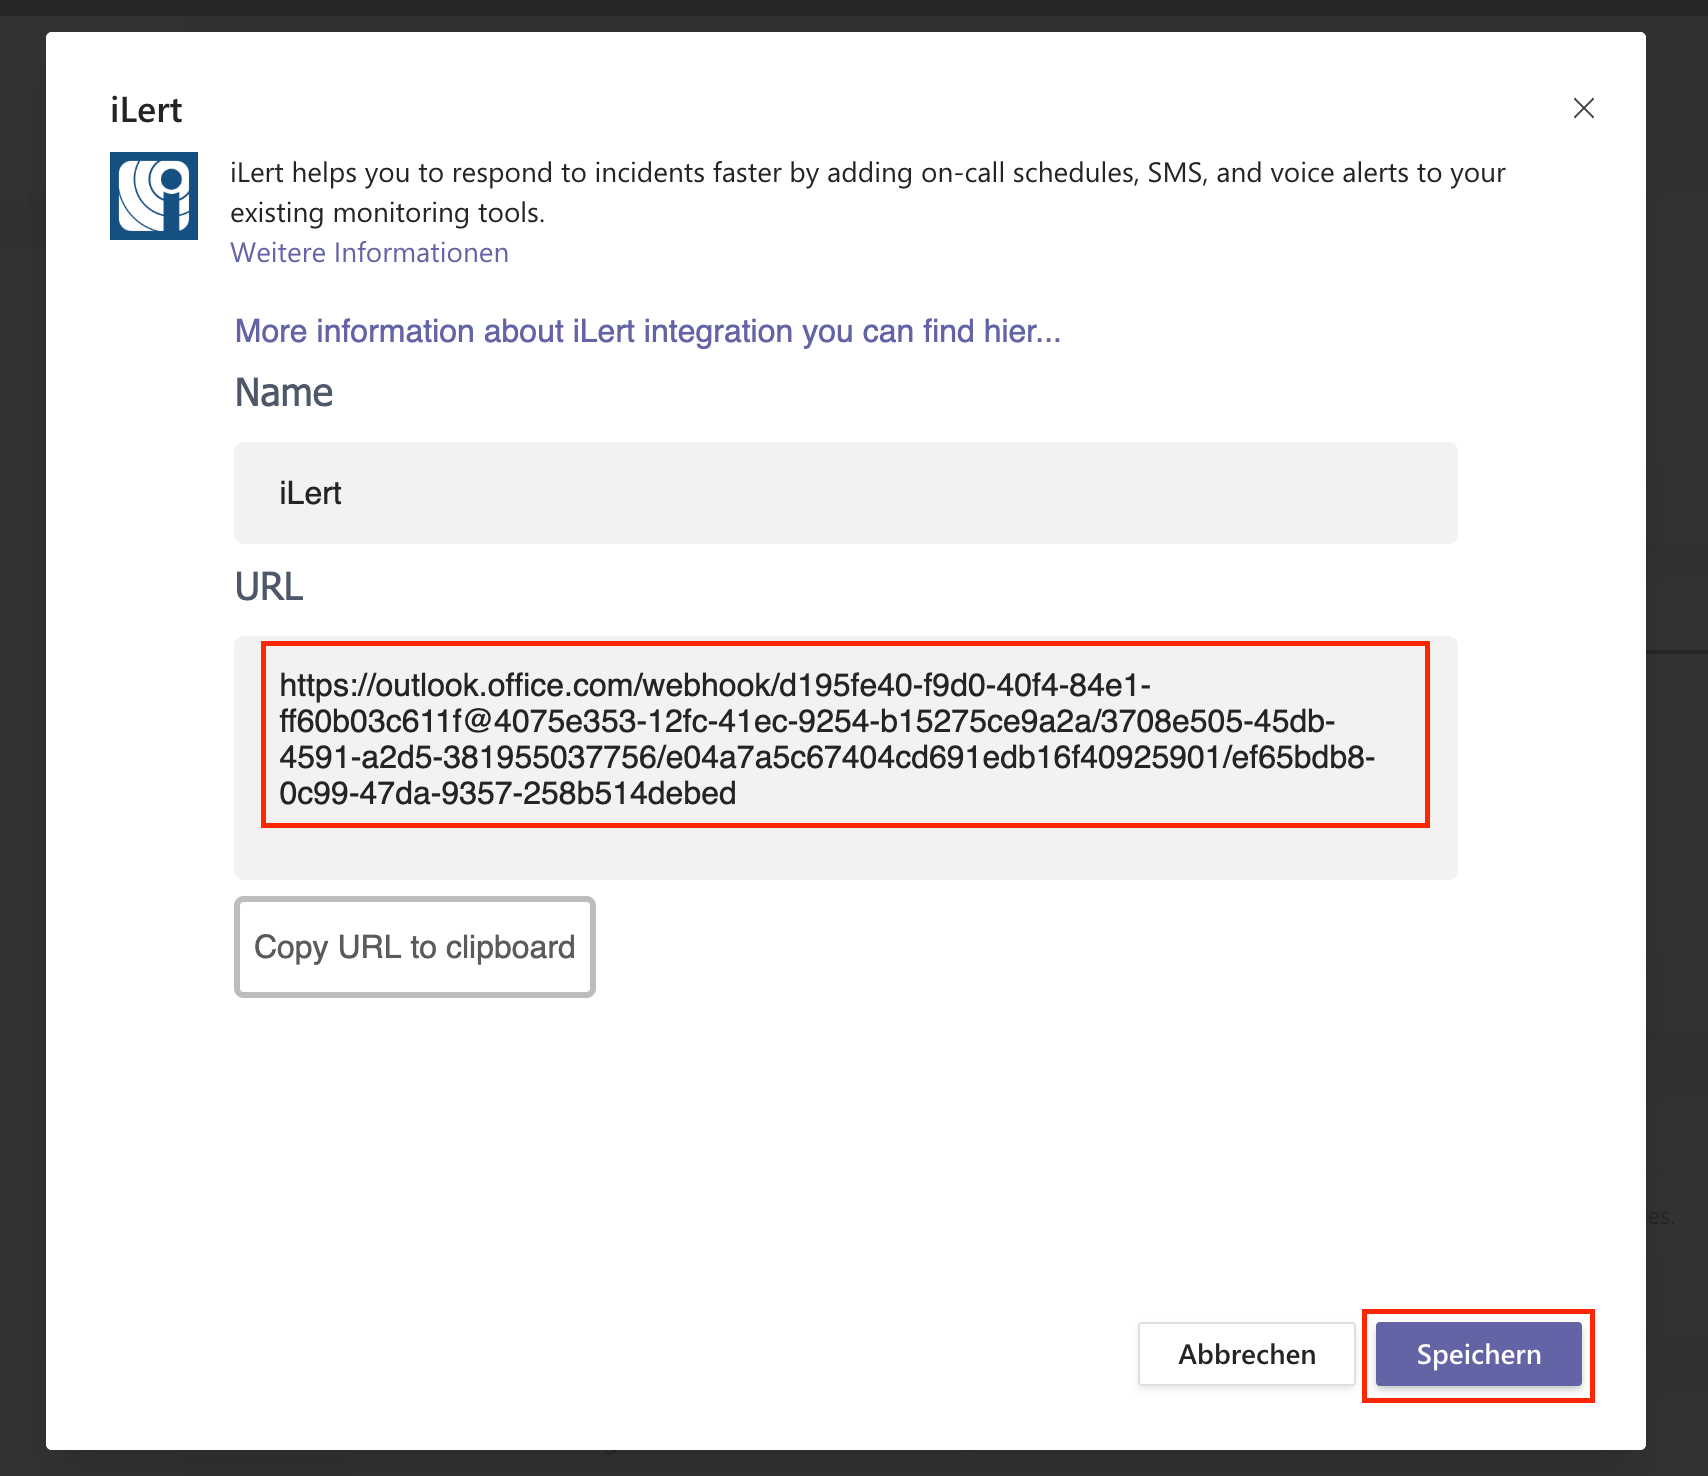 iLert
iLert helps you to respond to incidents faster by adding on-call schedules, SMS, and voice alerts to your
existing monitoring tools.
Weitere Informationen
More information about iLert integration you can find hier...
Name
iLert
URL
https://outlook.office.com/webhook/d195fe40-f9d0-40f4-84e1-
ff60b03c611f@4075e353-12fc-41ec-9254-b15275ce9a2a/3708e505-45db-
4591-a2d5-381955037756/e04a7a5c67404cd691edb16f40925901/ef65bdb8-
0c99-47da-9357-258b514debed
Copy URL to clipboard
es.
Abbrechen
Speichern